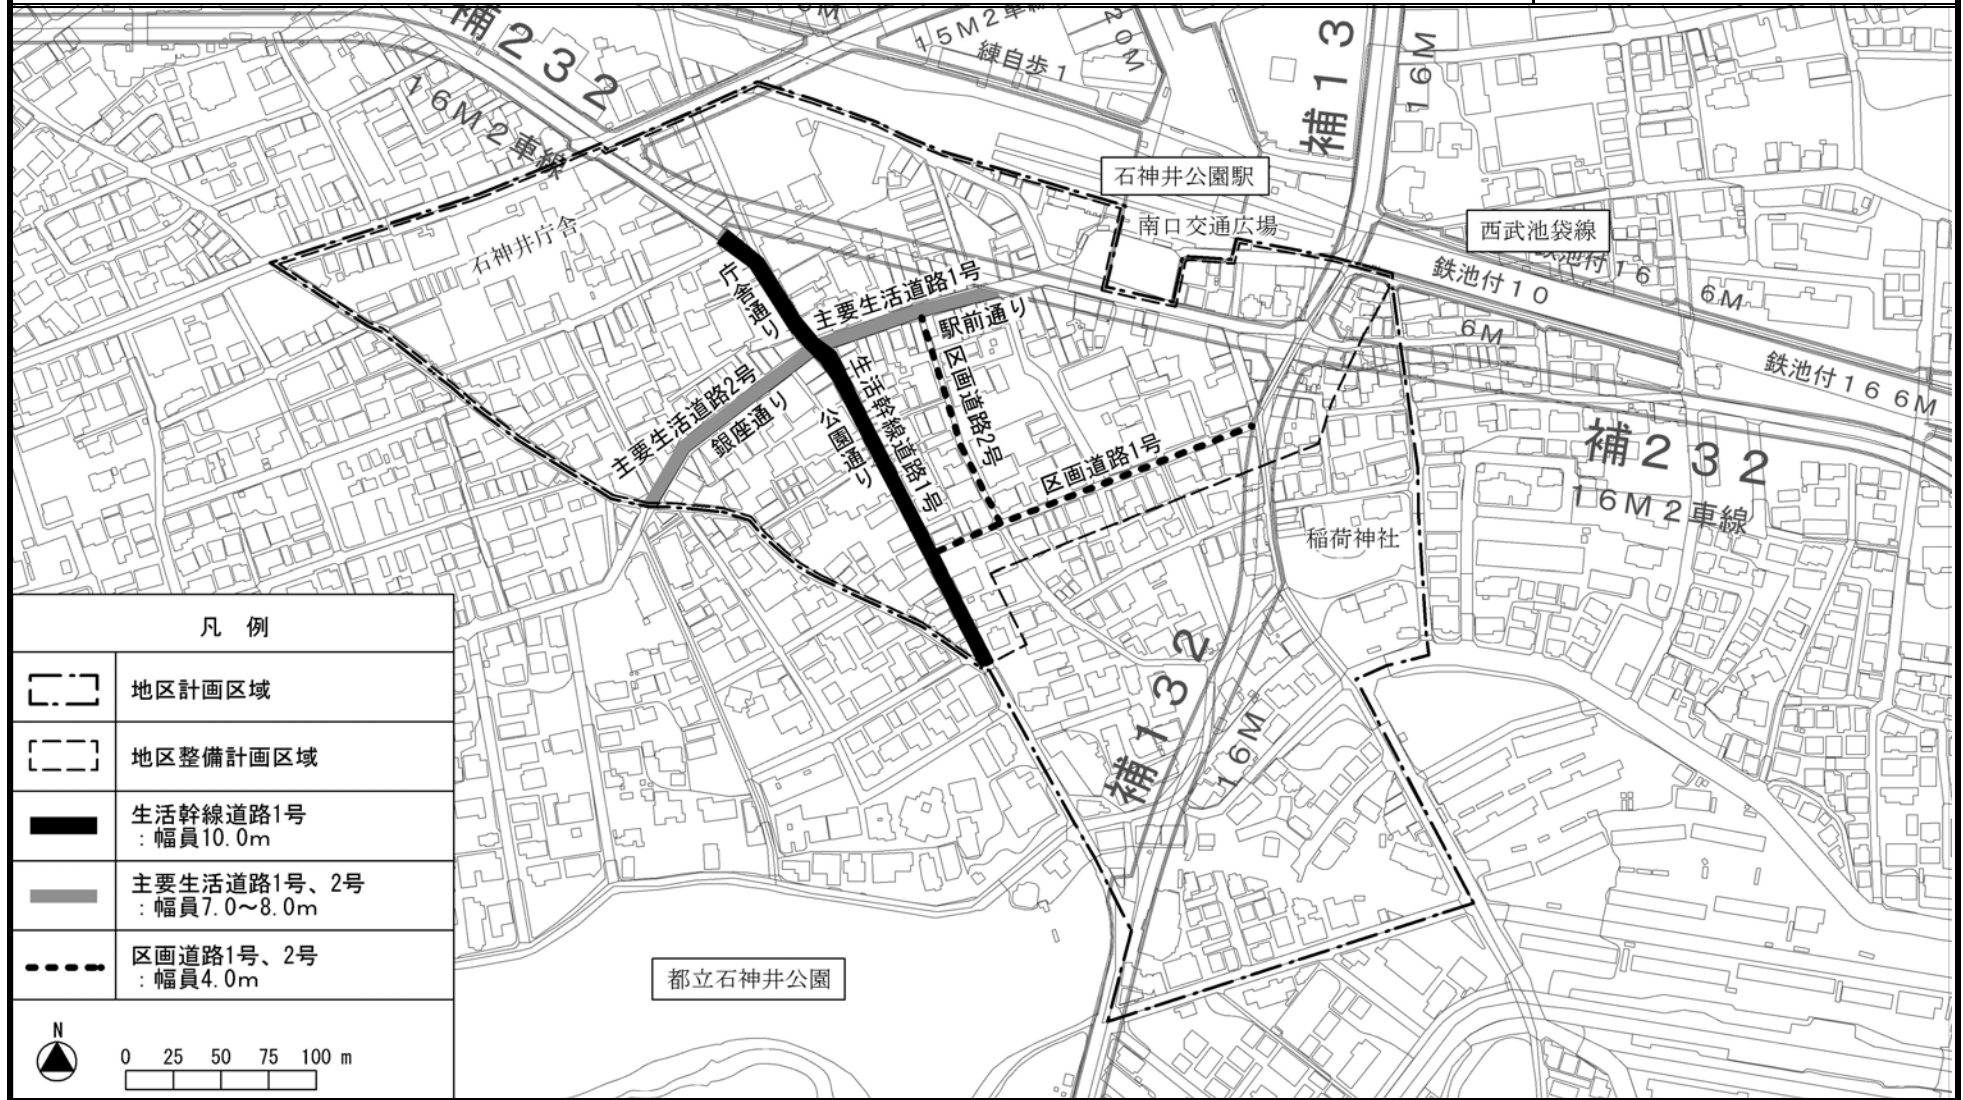 補232
16M2車線
15M2車線
練自歩1
20M
補13
16M
石神井公園駅
南口交通広場
西武池袋線
鉄池付16
鉄池付10
6M
6M
鉄池付166M
石神井庁舎
庁舎通り
主要生活道路1号
駅前通り
主要生活道路2号
銀座通り
公園通り
生活幹線道路1号
区画道路2号
区画道路1号
補232
16M2車線
稲荷神社
補132
16M
都立石神井公園
凡 例
地区計画区域
地区整備計画区域
生活幹線道路1号
:幅員10.0m
主要生活道路1号、2号
:幅員7.0～8.0m
区画道路1号、2号
:幅員4.0m
N
0 25 50 75 100 m